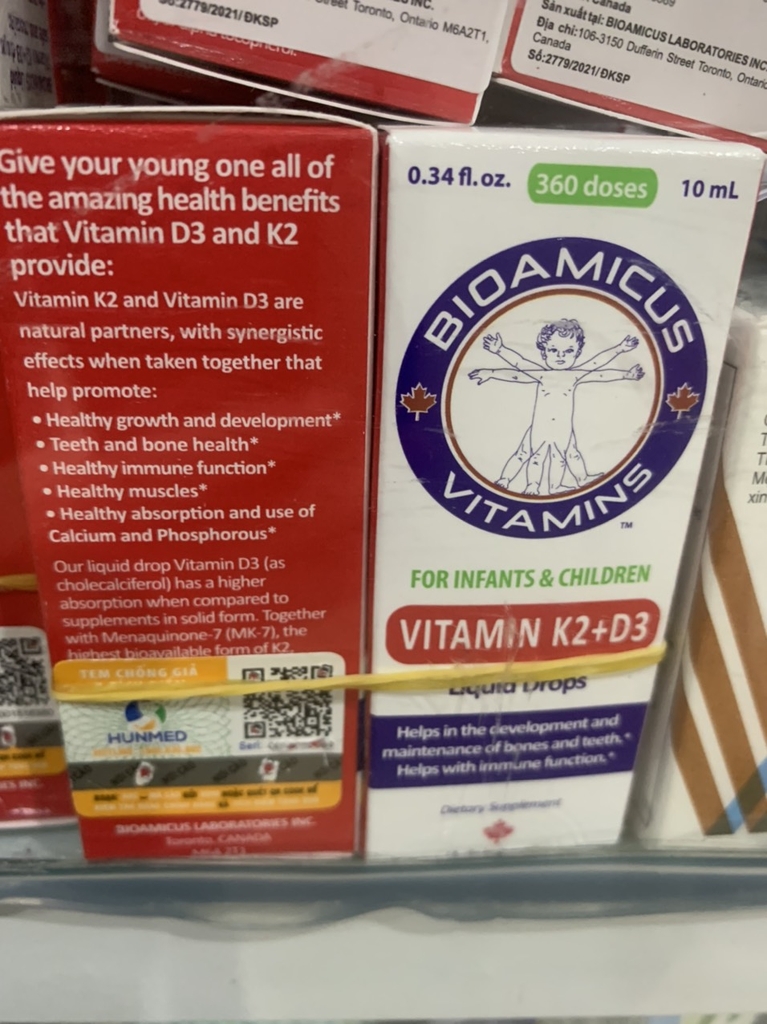 Số:2779/2021/ĐKSP
Street Toronto, Ontario M6A2T1,
INC.
tocopherol.
Sản xuất tại: BIOAMICUS LABORATORIES INC
Địa chỉ:106-3150 Dufferin Street Toronto, Ontario
Canada
Số:2779/2021/ĐKSP
Give your young one all of
the amazing health benefits
that Vitamin D3 and K2
provide:
Vitamin K2 and Vitamin D3 are
natural partners, with synergistic
effects when taken together that
help promote:
• Healthy growth and development*
• Teeth and bone health*
• Healthy immune function*
• Healthy muscles*
• Healthy absorption and use of
Calcium and Phosphorous*
Our liquid drop Vitamin D3 (as
cholecalciferol) has a higher
absorption when compared to
supplements in solid form. Together
with Menaquinone-7 (MK-7), the
highest bioavailable form of K2,
TEM CHỐNG GIẢ
HUNMED
BIOAMICUS LABORATORIES INC.
Toronto, CANADA
M6A 2T1
0.34 fl. oz. 360 doses 10 mL
BIOAMICUS
VITAMINS
TM
FOR INFANTS & CHILDREN
VITAMIN K2+D3
Liquid Drops
Helps in the development and
maintenance of bones and teeth.*
Helps with immune function.*
Dietary Supplement